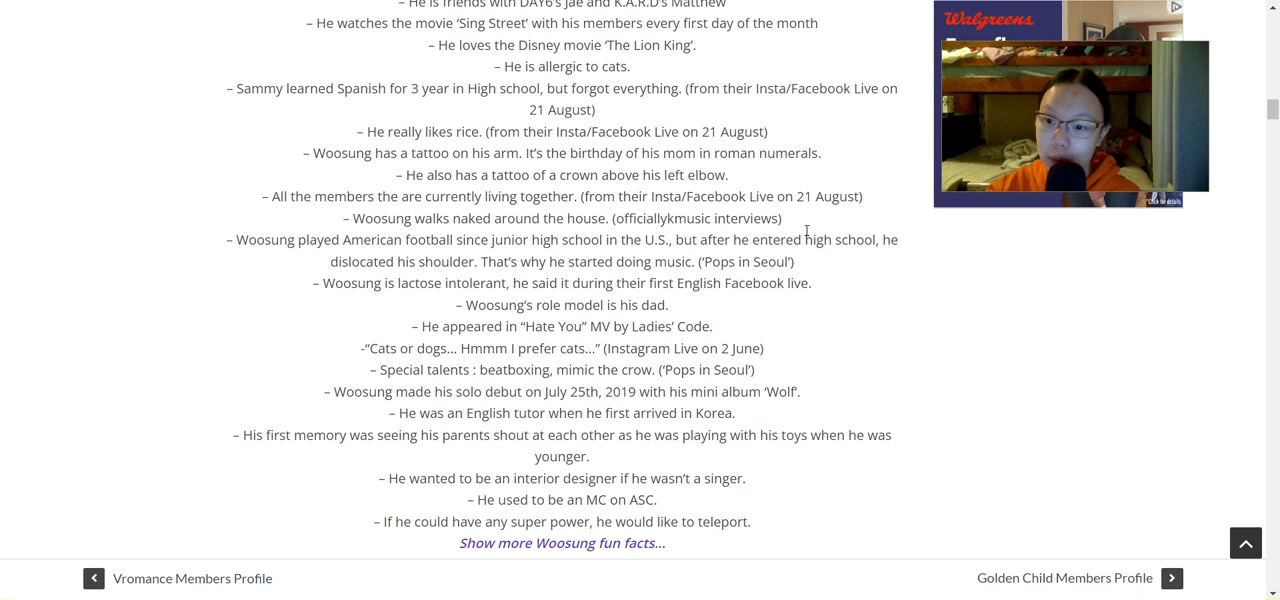 – He is friends with DAY6's Jae and K.A.R.D's Matthew
– He watches the movie ‘Sing Street’ with his members every first day of the month
– He loves the Disney movie ‘The Lion King’.
– He is allergic to cats.
– Sammy learned Spanish for 3 year in High school, but forgot everything. (from their Insta/Facebook Live on
21 August)
– He really likes rice. (from their Insta/Facebook Live on 21 August)
– Woosung has a tattoo on his arm. It’s the birthday of his mom in roman numerals.
– He also has a tattoo of a crown above his left elbow.
– All the members the are currently living together. (from their Insta/Facebook Live on 21 August)
– Woosung walks naked around the house. (officiallykmusic interviews)
– Woosung played American football since junior high school in the U.S., but after he entered high school, he
dislocated his shoulder. That’s why he started doing music. (‘Pops in Seoul’)
– Woosung is lactose intolerant, he said it during their first English Facebook live.
– Woosung’s role model is his dad.
– He appeared in “Hate You” MV by Ladies’ Code.
-“Cats or dogs… Hmmm I prefer cats…” (Instagram Live on 2 June)
– Special talents : beatboxing, mimic the crow. (‘Pops in Seoul’)
– Woosung made his solo debut on July 25th, 2019 with his mini album ‘Wolf’.
– He was an English tutor when he first arrived in Korea.
– His first memory was seeing his parents shout at each other as he was playing with his toys when he was
younger.
– He wanted to be an interior designer if he wasn’t a singer.
– He used to be an MC on ASC.
– If he could have any super power, he would like to teleport.
Show more Woosung fun facts…
Vromance Members Profile
Golden Child Members Profile
Walgreens